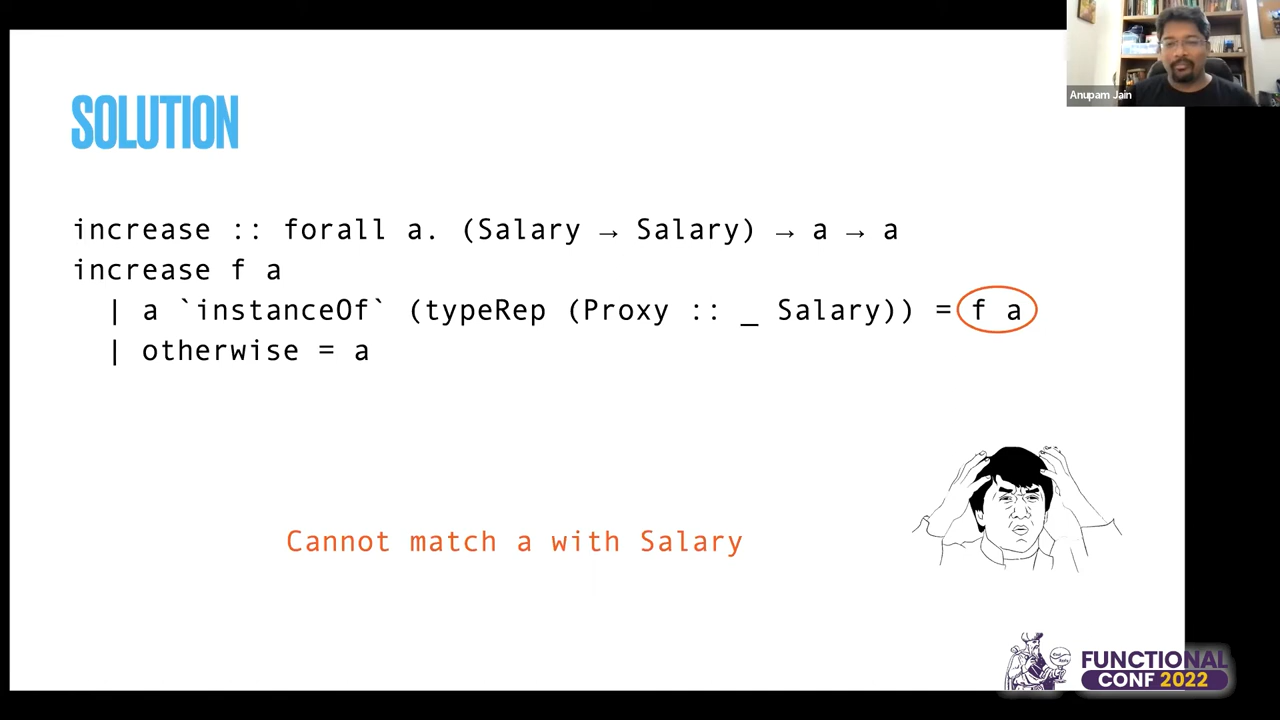 Anupam Jain
SOLUTION
increase :: forall a. (Salary → Salary) → a → a
increase f a
| a `instanceOf` (typeRep (Proxy :: _ Salary)) = f a
| otherwise = a
Cannot match a with Salary
FUNCTIONAL
CONF 2022